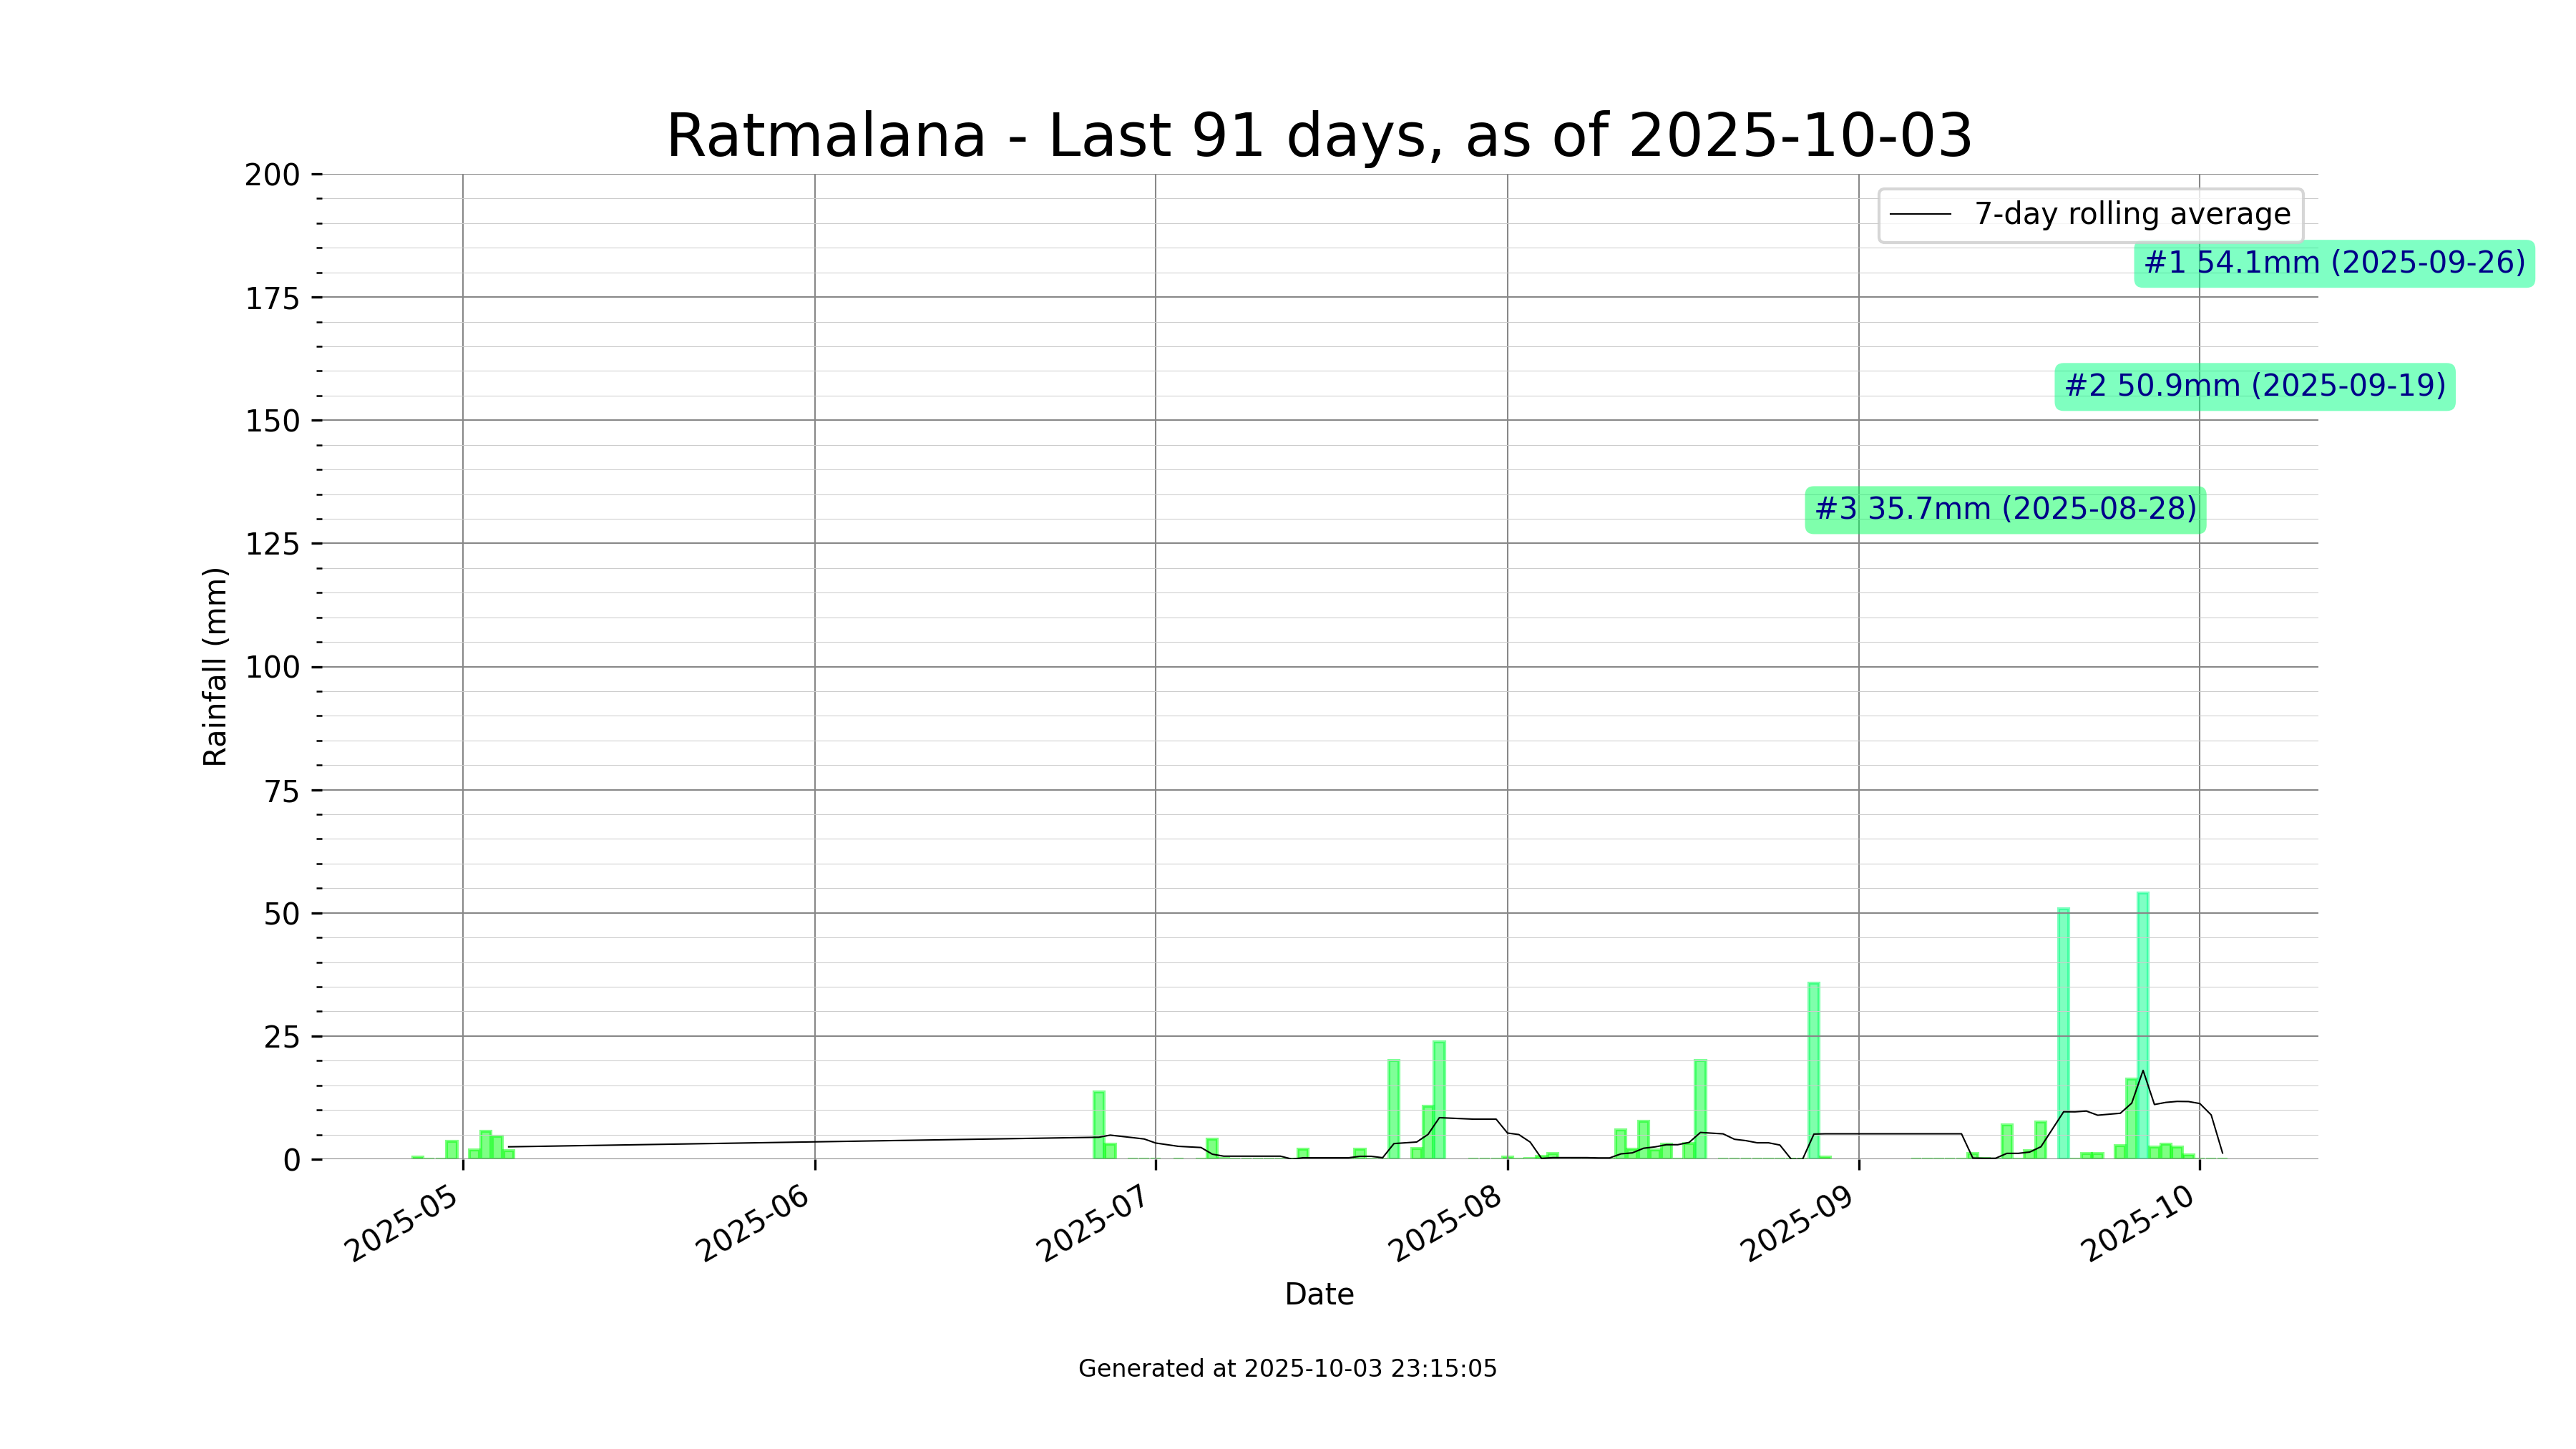 Ratmalana - Last 91 days, as of 2025-10-03
200
175
150
125
100
75
50
25
0
Rainfall (mm)
7-day rolling average
#1 54.1mm (2025-09-26)
#2 50.9mm (2025-09-19)
#3 35.7mm (2025-08-28)
2025-05
2025-06
2025-07
2025-08
2025-09
2025-10
Date
Generated at 2025-10-03 23:15:05